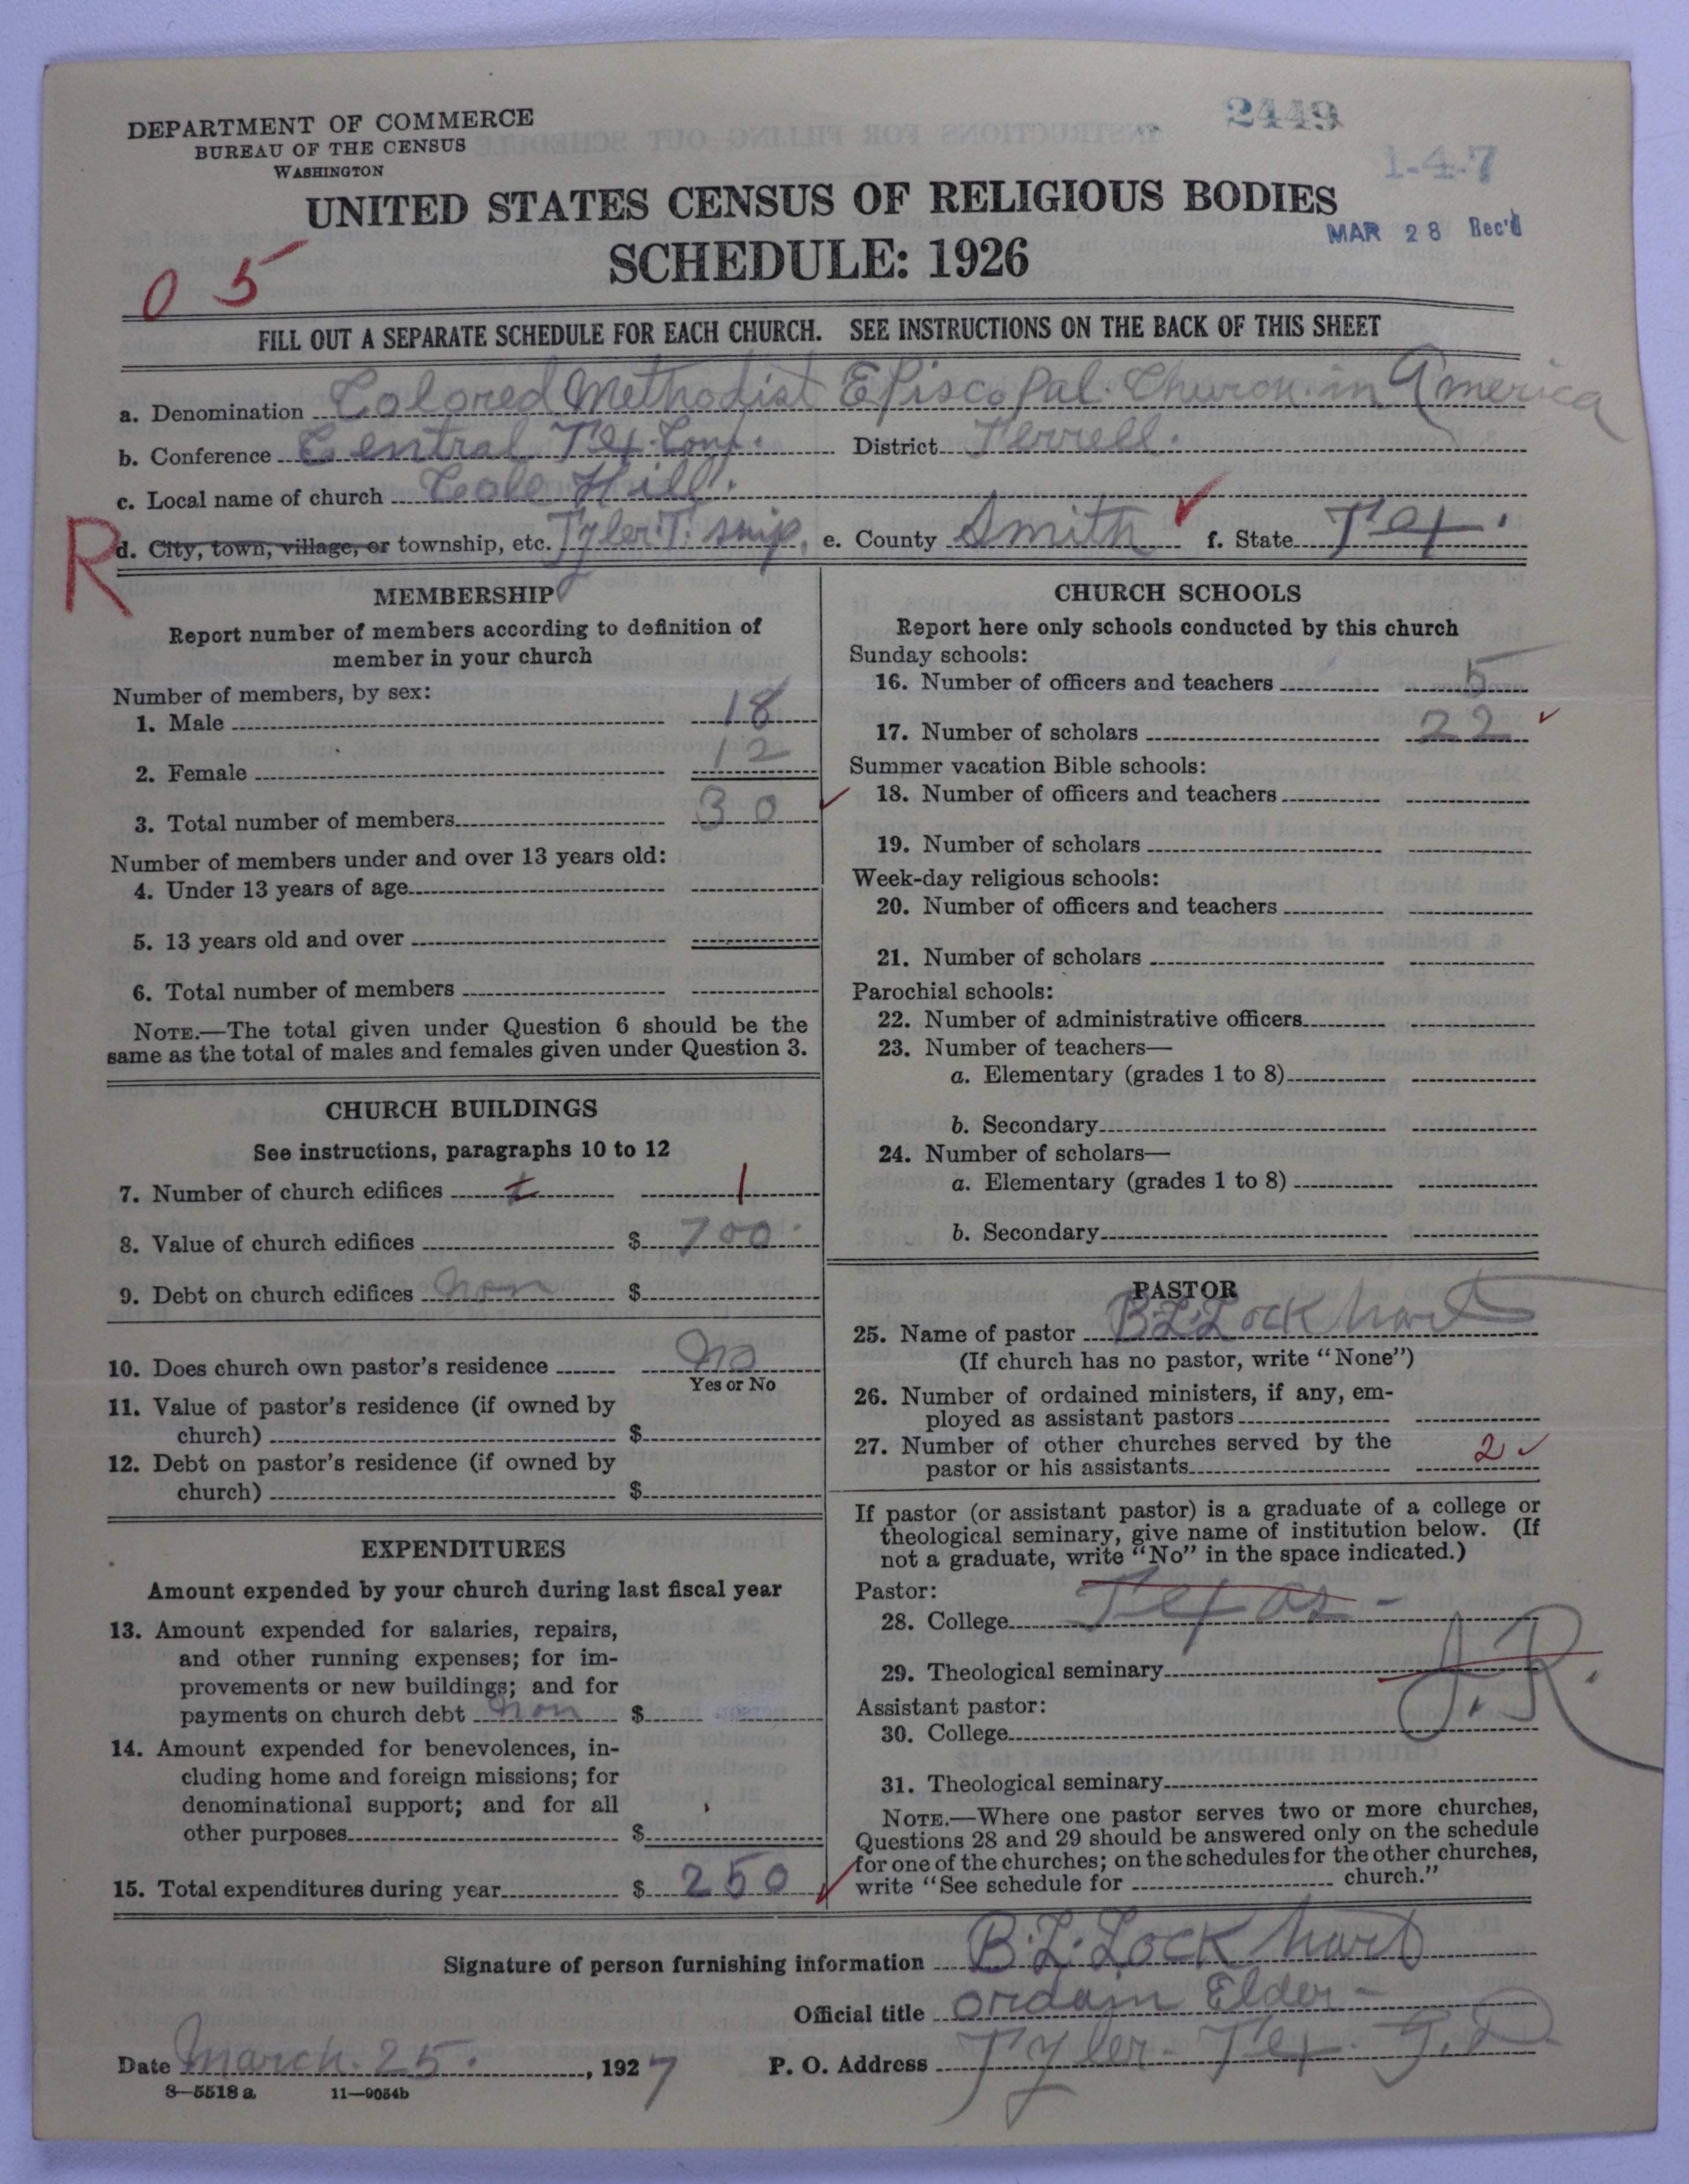 2449
DEPARTMENT OF COMMERCE
BUREAU OF THE CENSUS
WASHINGTON
1-4-7
UNITED STATES CENSUS OF RELIGIOUS BODIES
MAR 28 Rec'd
SCHEDULE: 1926
05
FILL OUT A SEPARATE SCHEDULE FOR EACH CHURCH. SEE INSTRUCTIONS ON THE BACK OF THIS SHEET
a. Denomination Colored Methodist Episcopal. Church. in America
b. Conference Central Tex. Conf. District Terrell.
c. Local name of church Cole Hill.
R
d. City, town, village, or township, etc. Tyler. T. ship, e. County Smith f. State Tex.
MEMBERSHIP
Report number of members according to definition of
member in your church
Number of members, by sex:
1. Male 18
2. Female 12
3. Total number of members 30
Number of members under and over 13 years old:
4. Under 13 years of age
5. 13 years old and over
6. Total number of members
NOTE.—The total given under Question 6 should be the
same as the total of males and females given under Question 3.
CHURCH BUILDINGS
See instructions, paragraphs 10 to 12
7. Number of church edifices 1
8. Value of church edifices $ 700.
9. Debt on church edifices non $
10. Does church own pastor's residence No
Yes or No
11. Value of pastor's residence (if owned by
church) $
12. Debt on pastor's residence (if owned by
church) $
EXPENDITURES
Amount expended by your church during last fiscal year
13. Amount expended for salaries, repairs,
and other running expenses; for im-
provements or new buildings; and for
payments on church debt non $
14. Amount expended for benevolences, in-
cluding home and foreign missions; for
denominational support; and for all
other purposes $
15. Total expenditures during year $ 250
CHURCH SCHOOLS
Report here only schools conducted by this church
Sunday schools:
16. Number of officers and teachers 5
17. Number of scholars 22
Summer vacation Bible schools:
18. Number of officers and teachers
19. Number of scholars
Week-day religious schools:
20. Number of officers and teachers
21. Number of scholars
Parochial schools:
22. Number of administrative officers
23. Number of teachers—
a. Elementary (grades 1 to 8)
b. Secondary
24. Number of scholars—
a. Elementary (grades 1 to 8)
b. Secondary
PASTOR
25. Name of pastor B.L. Lockhart
(If church has no pastor, write "None")
26. Number of ordained ministers, if any, em-
ployed as assistant pastors
27. Number of other churches served by the
pastor or his assistants 2
If pastor (or assistant pastor) is a graduate of a college or
theological seminary, give name of institution below. (If
not a graduate, write "No" in the space indicated.)
Pastor:
28. College Texas -
29. Theological seminary
Assistant pastor:
30. College
31. Theological seminary
NOTE.—Where one pastor serves two or more churches,
Questions 28 and 29 should be answered only on the schedule
for one of the churches; on the schedules for the other churches,
write "See schedule for church."
Signature of person furnishing information B. L. Lockhart
Official title ordain Elder -
Date March. 25. , 1927 P. O. Address Tyler - Tex.
8—5518 a 11—9054b